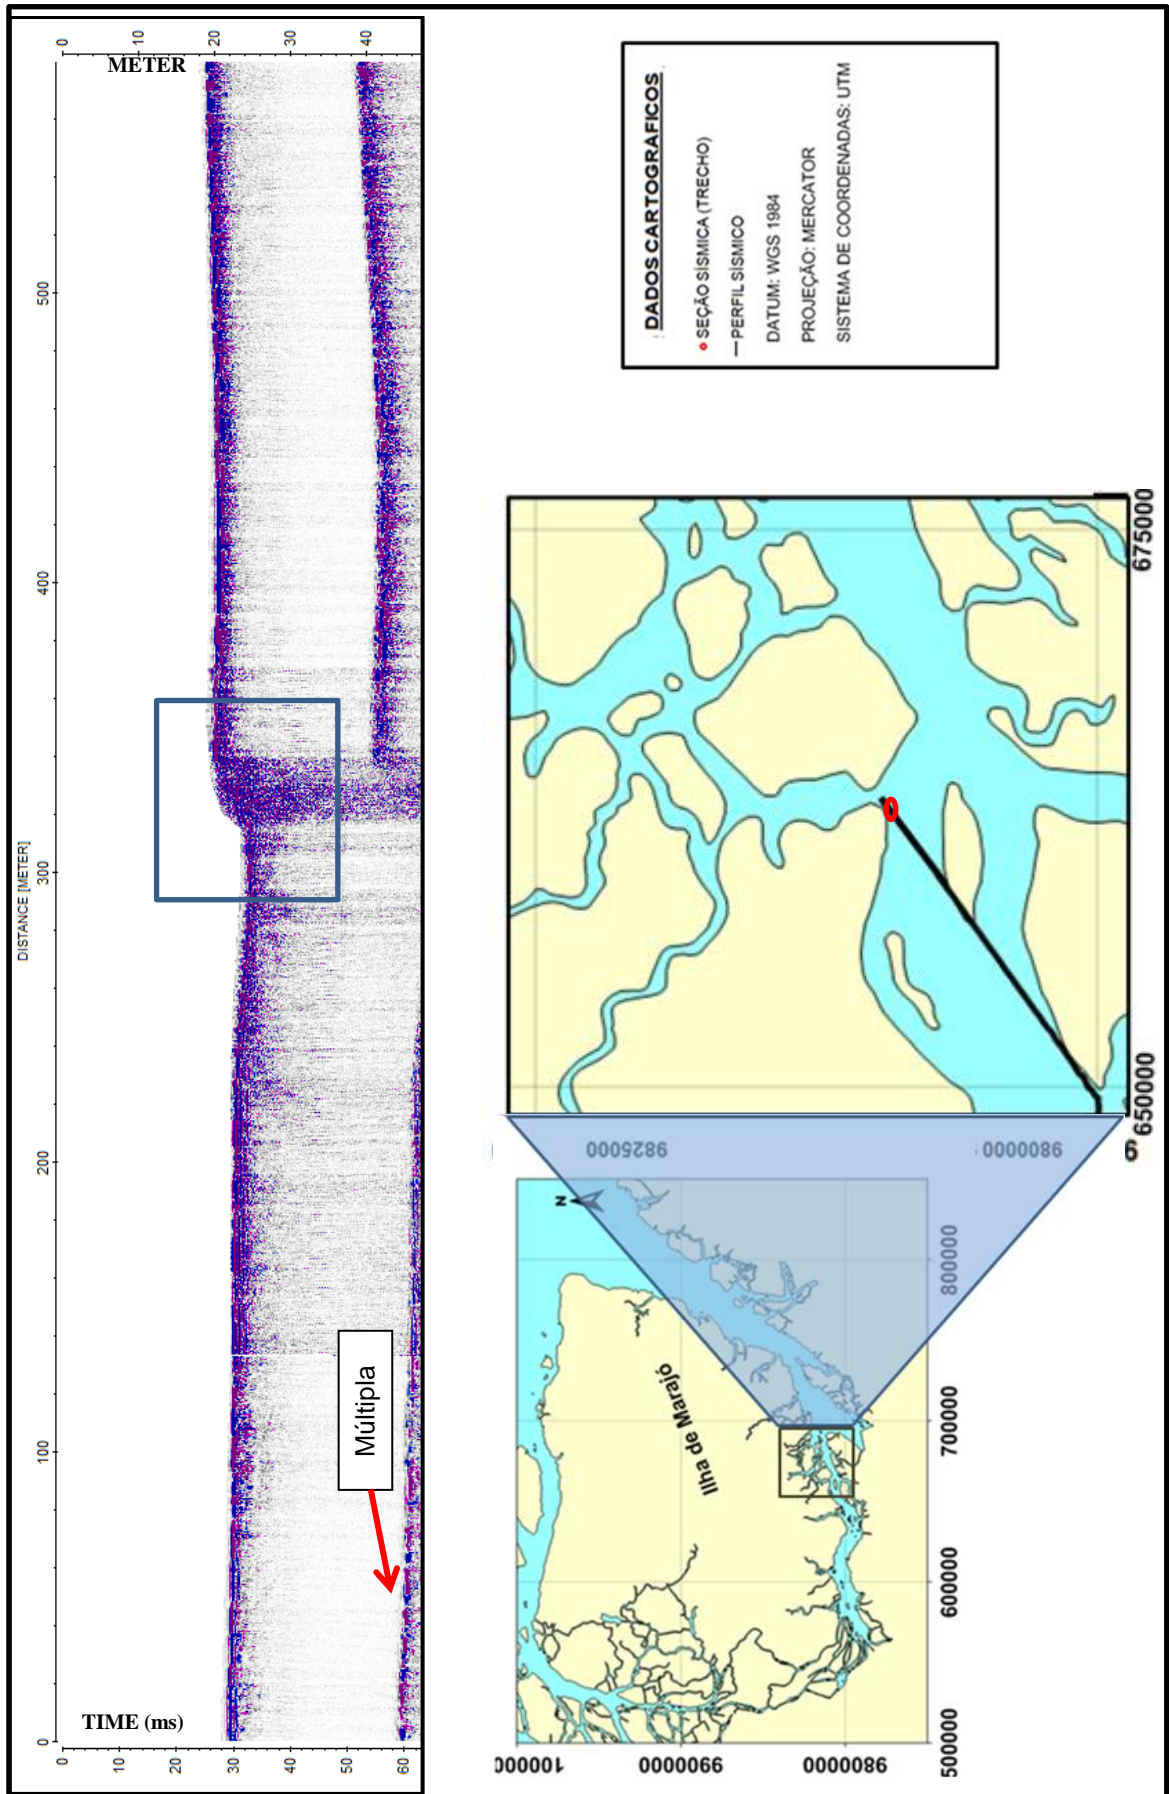 DISTANCE [METER]
0
100
200
300
400
500
TIME (ms)
0
10
20
30
40
50
60
METER
0
10
20
30
40
Múltipla
500000
600000
700000
800000
10000000
9900000
9800000
N
Ilha de Marajó
650000
675000
9825000
9800000
DADOS CARTOGRAFICOS
SEÇÃO SÍSMICA (TRECHO)
PERFIL SÍSMICO
DATUM: WGS 1984
PROJEÇÃO: MERCATOR
SISTEMA DE COORDENADAS: UTM